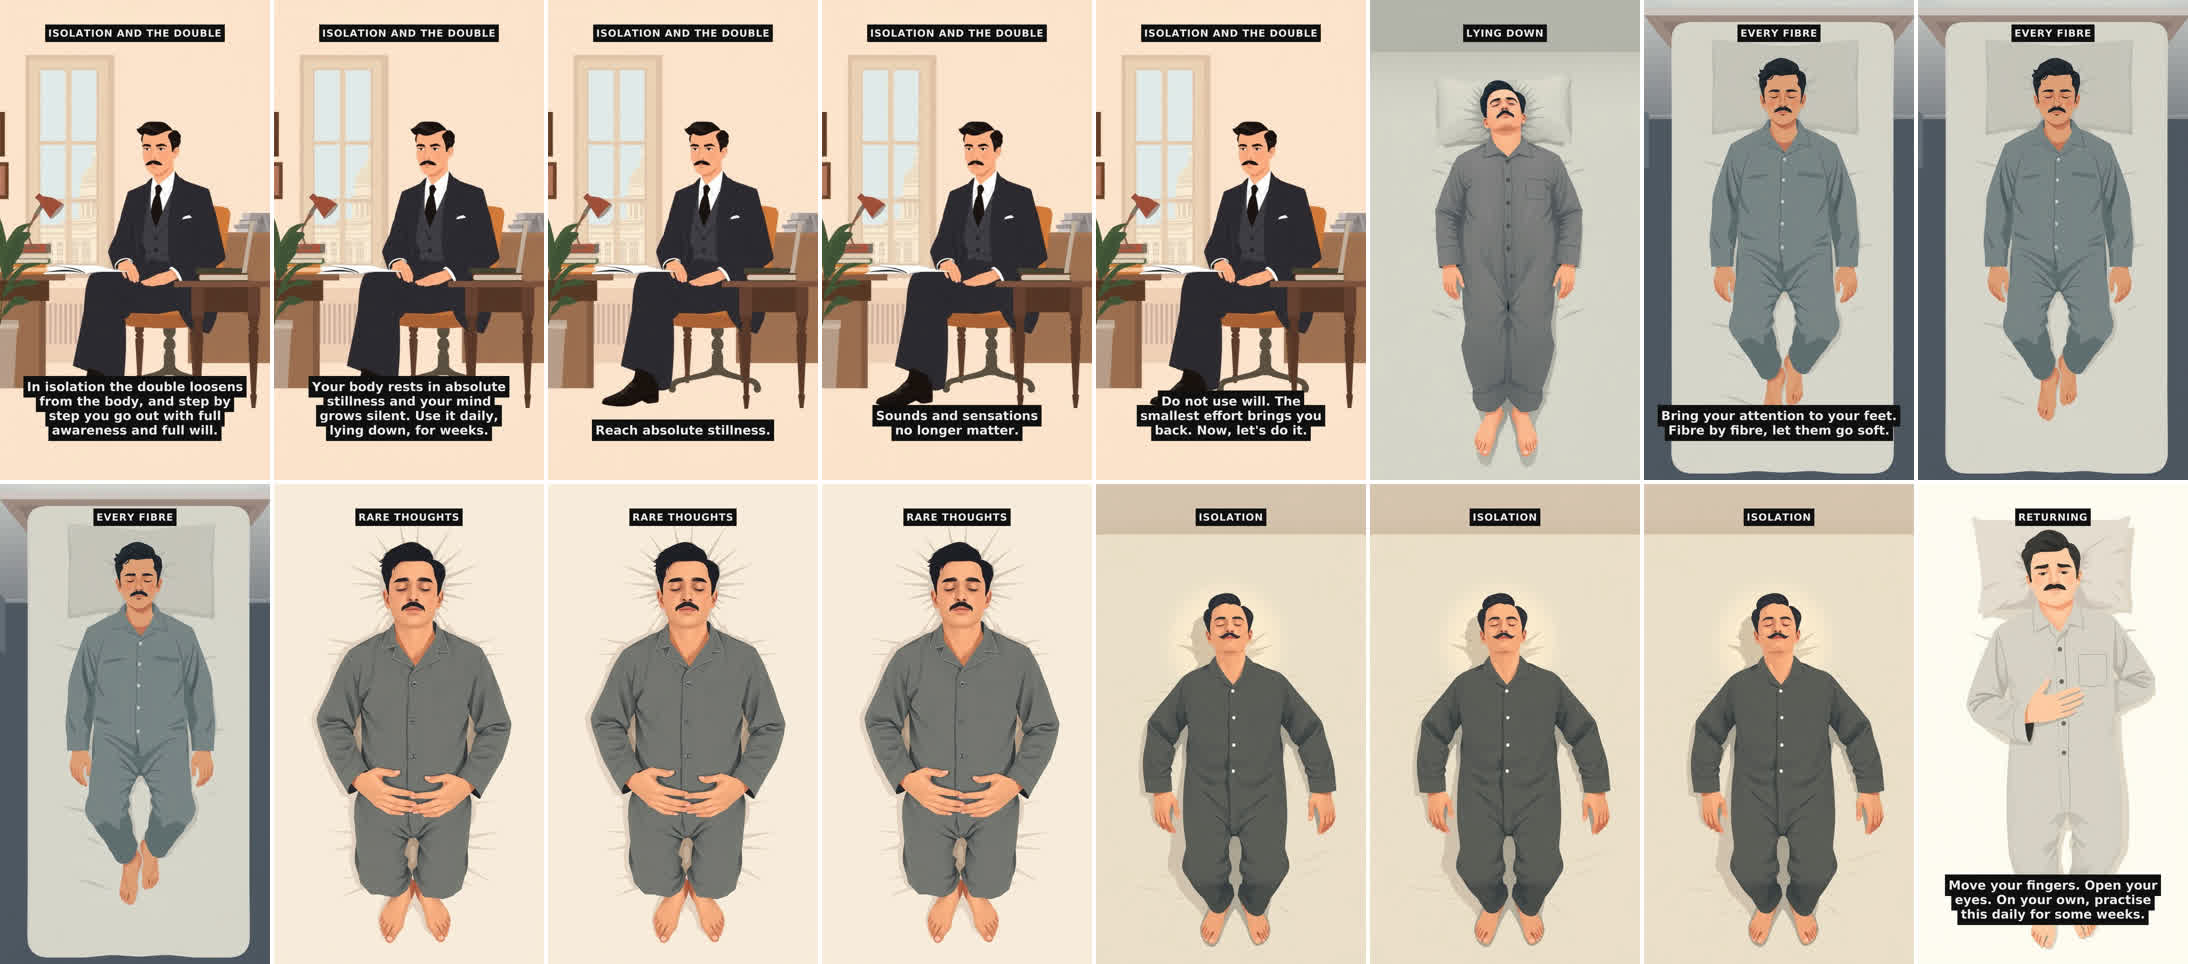 ISOLATION AND THE DOUBLE
In isolation the double loosens
from the body, and step by
step you go out with full
awareness and full will.
ISOLATION AND THE DOUBLE
Your body rests in absolute
stillness and your mind
grows silent. Use it daily,
lying down, for weeks.
ISOLATION AND THE DOUBLE
Reach absolute stillness.
ISOLATION AND THE DOUBLE
Sounds and sensations
no longer matter.
ISOLATION AND THE DOUBLE
Do not use will. The
smallest effort brings you
back. Now, let's do it.
LYING DOWN
EVERY FIBRE
Bring your attention to your feet.
Fibre by fibre, let them go soft.
EVERY FIBRE
EVERY FIBRE
RARE THOUGHTS
RARE THOUGHTS
RARE THOUGHTS
ISOLATION
ISOLATION
ISOLATION
RETURNING
Move your fingers. Open your
eyes. On your own, practise
this daily for some weeks.